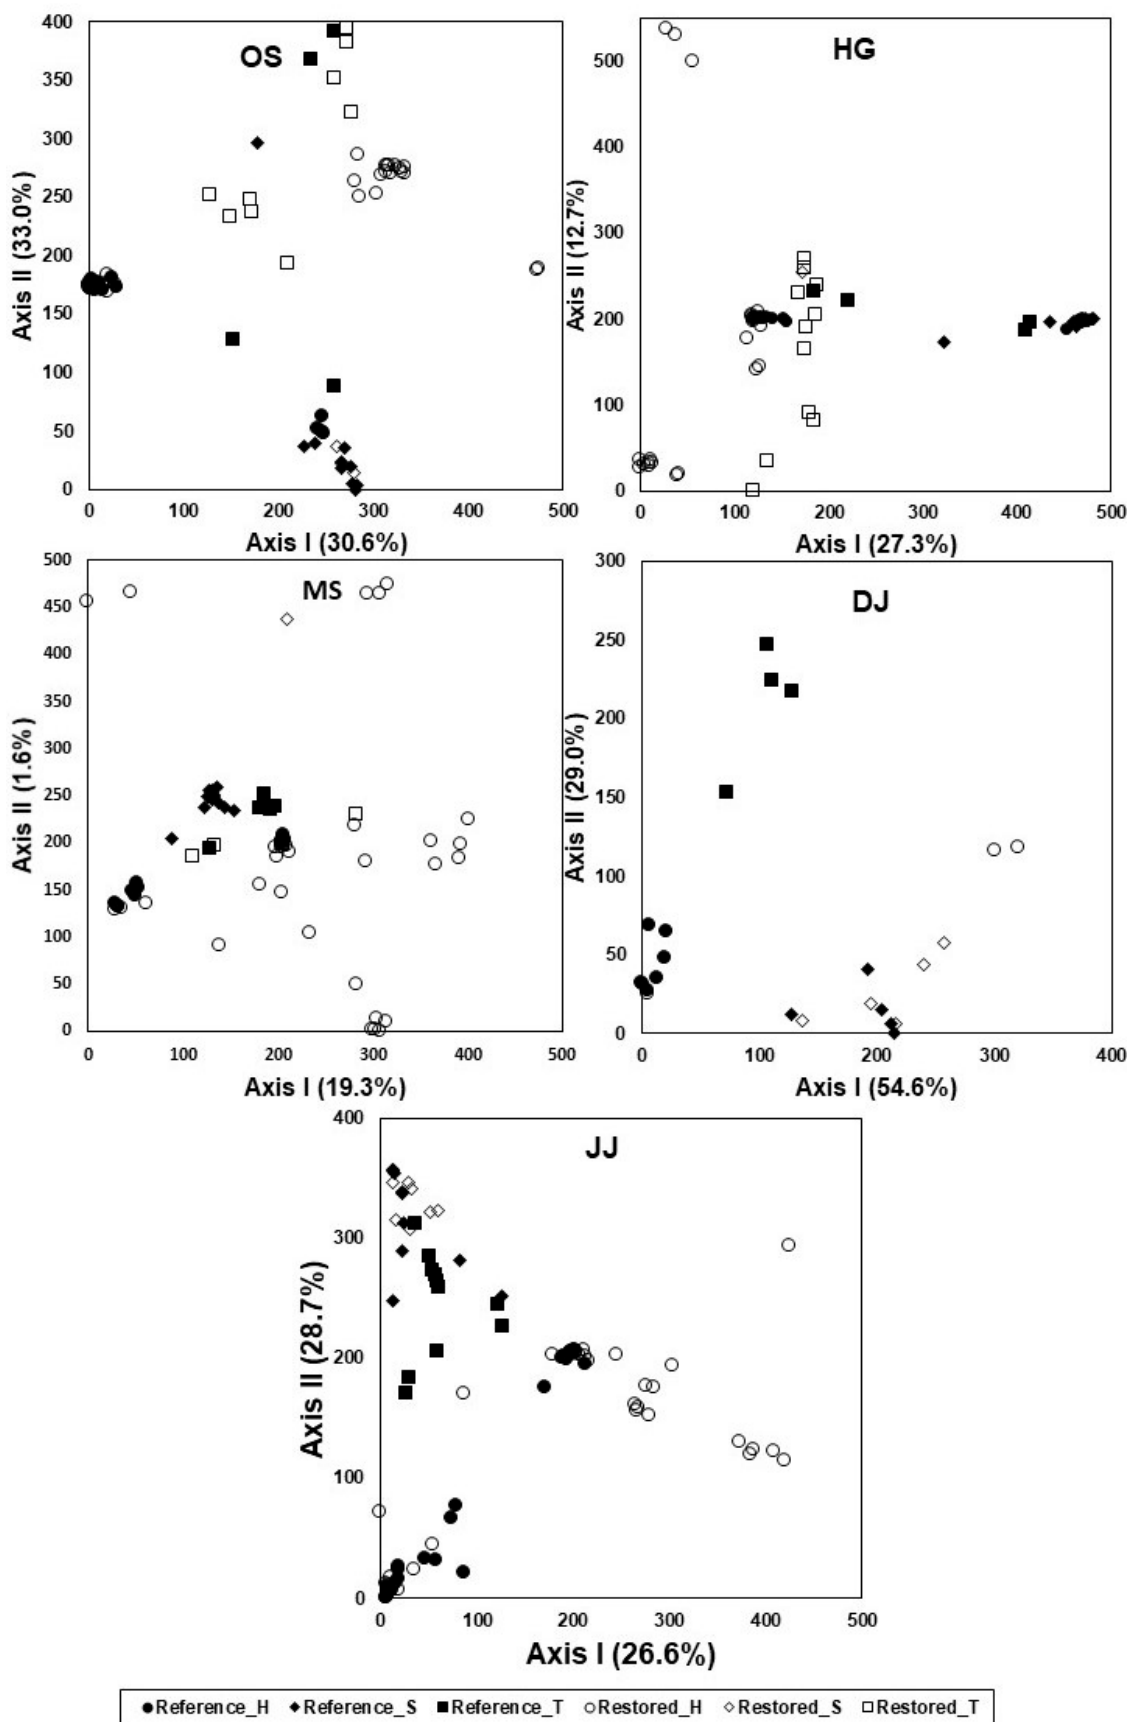 OS
400
350
300
250
200
150
100
50
0
Axis II (33.0%)
0 100 200 300 400 500
Axis I (30.6%)
HG
500
400
300
200
100
0
Axis II (12.7%)
0 100 200 300 400 500
Axis I (27.3%)
MS
500
450
400
350
300
250
200
150
100
50
0
Axis II (1.6%)
0 100 200 300 400 500
Axis I (19.3%)
DJ
300
250
200
150
100
50
0
Axis II (29.0%)
0 100 200 300 400
Axis I (54.6%)
JJ
400
300
200
100
0
Axis II (28.7%)
0 100 200 300 400 500
Axis I (26.6%)
Reference_H Reference_S Reference_T Restored_H Restored_S Restored_T